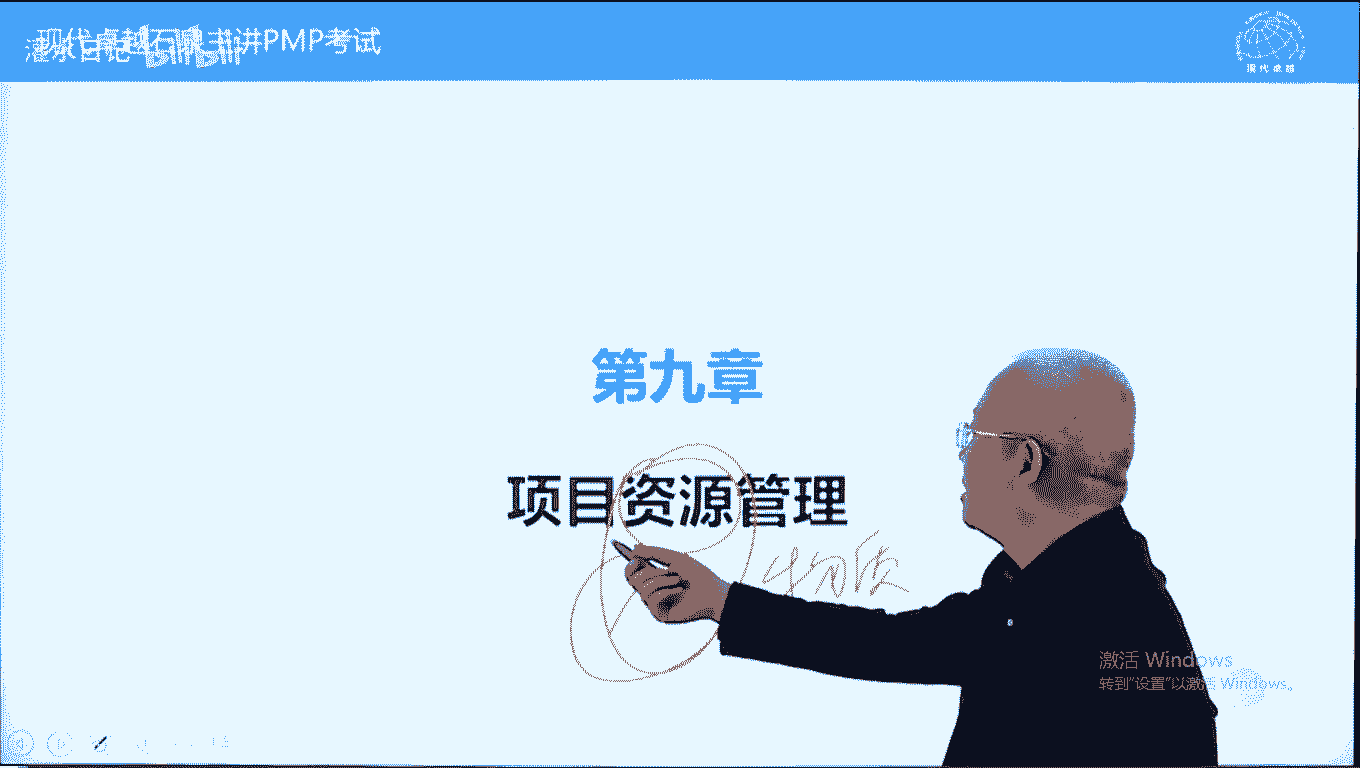 现代卓越石泉书讲PMP考试
bilibili
现代卓越
第九章
项目资源管理
物质
激活 Windows
转到“设置”以激活 Windows。